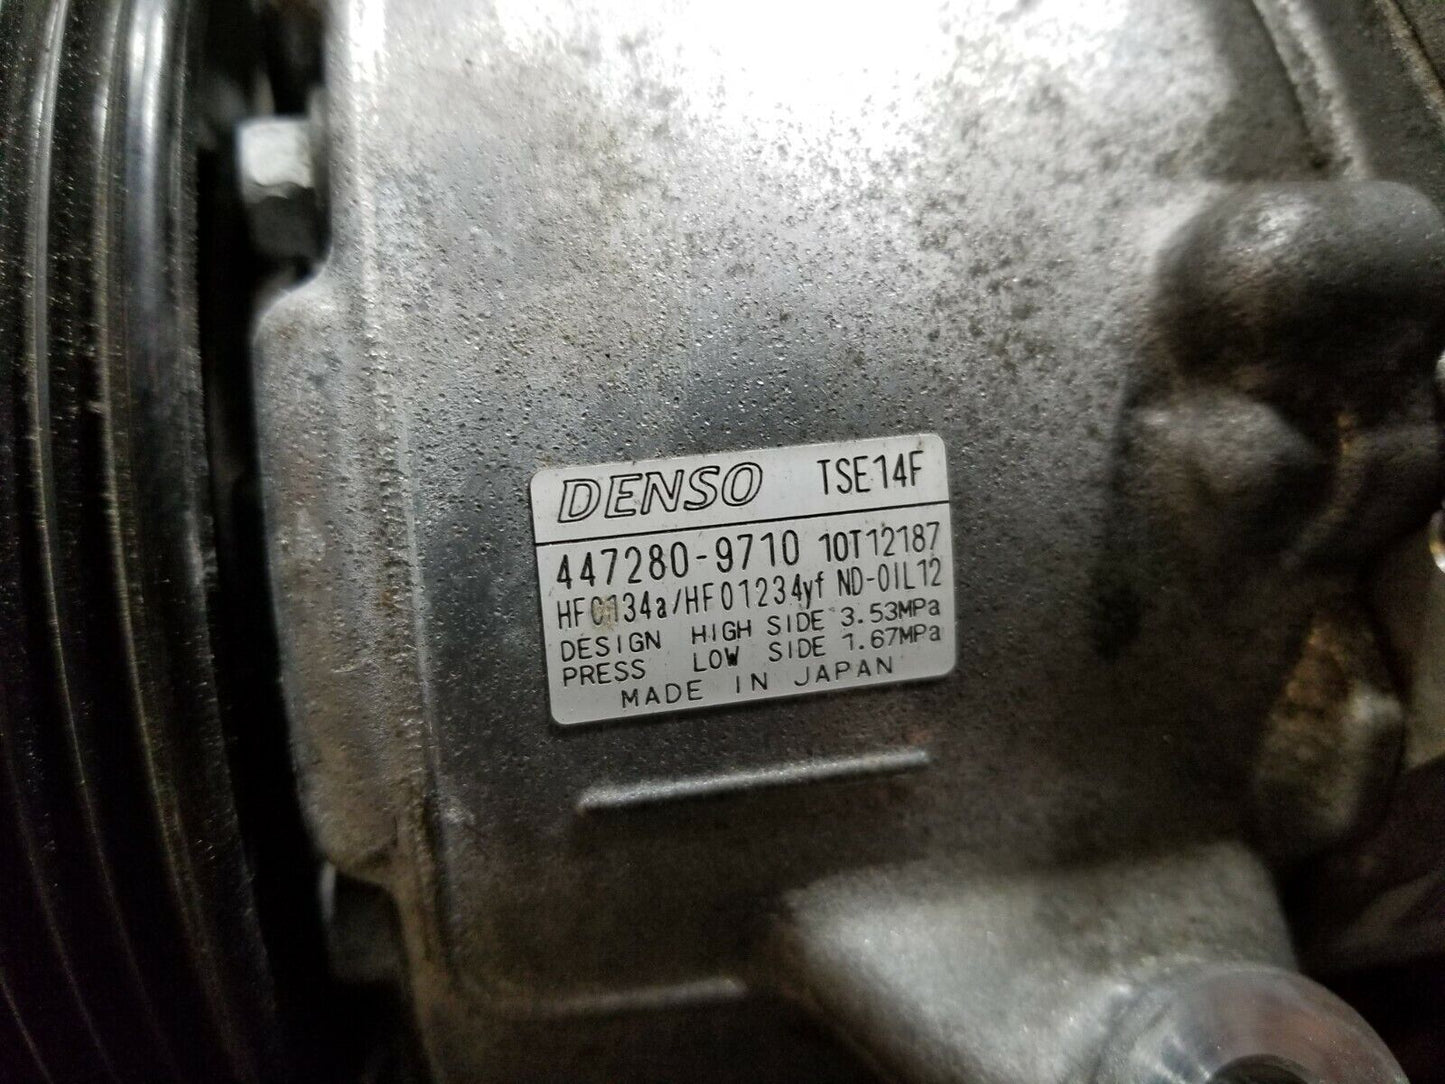 DENSO TSE14F
447280-9710 10T12187
HFC134a/HFO1234yf ND-OIL12
DESIGN HIGH SIDE 3.53MPa
PRESS LOW SIDE 1.67MPa
MADE IN JAPAN